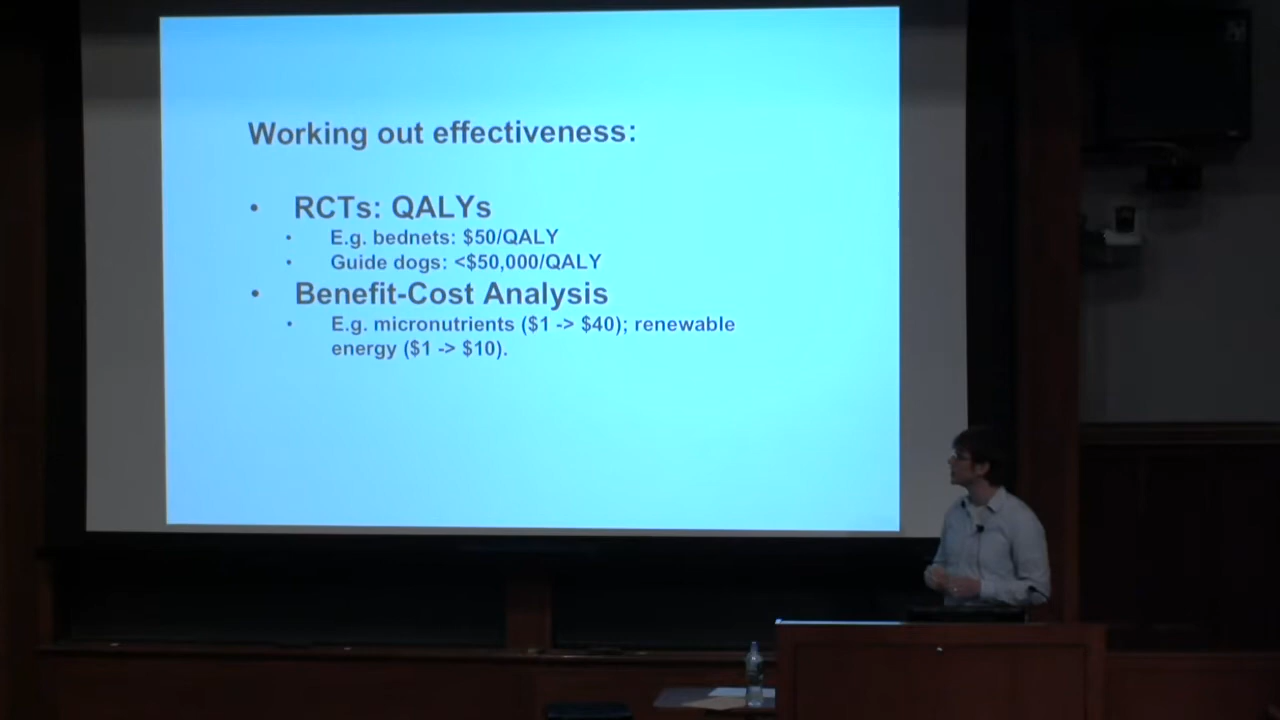 Working out effectiveness:
• RCTs: QALYs
• E.g. bednets: $50/QALY
• Guide dogs: <$50,000/QALY
• Benefit-Cost Analysis
• E.g. micronutrients ($1 -> $40); renewable
energy ($1 -> $10).